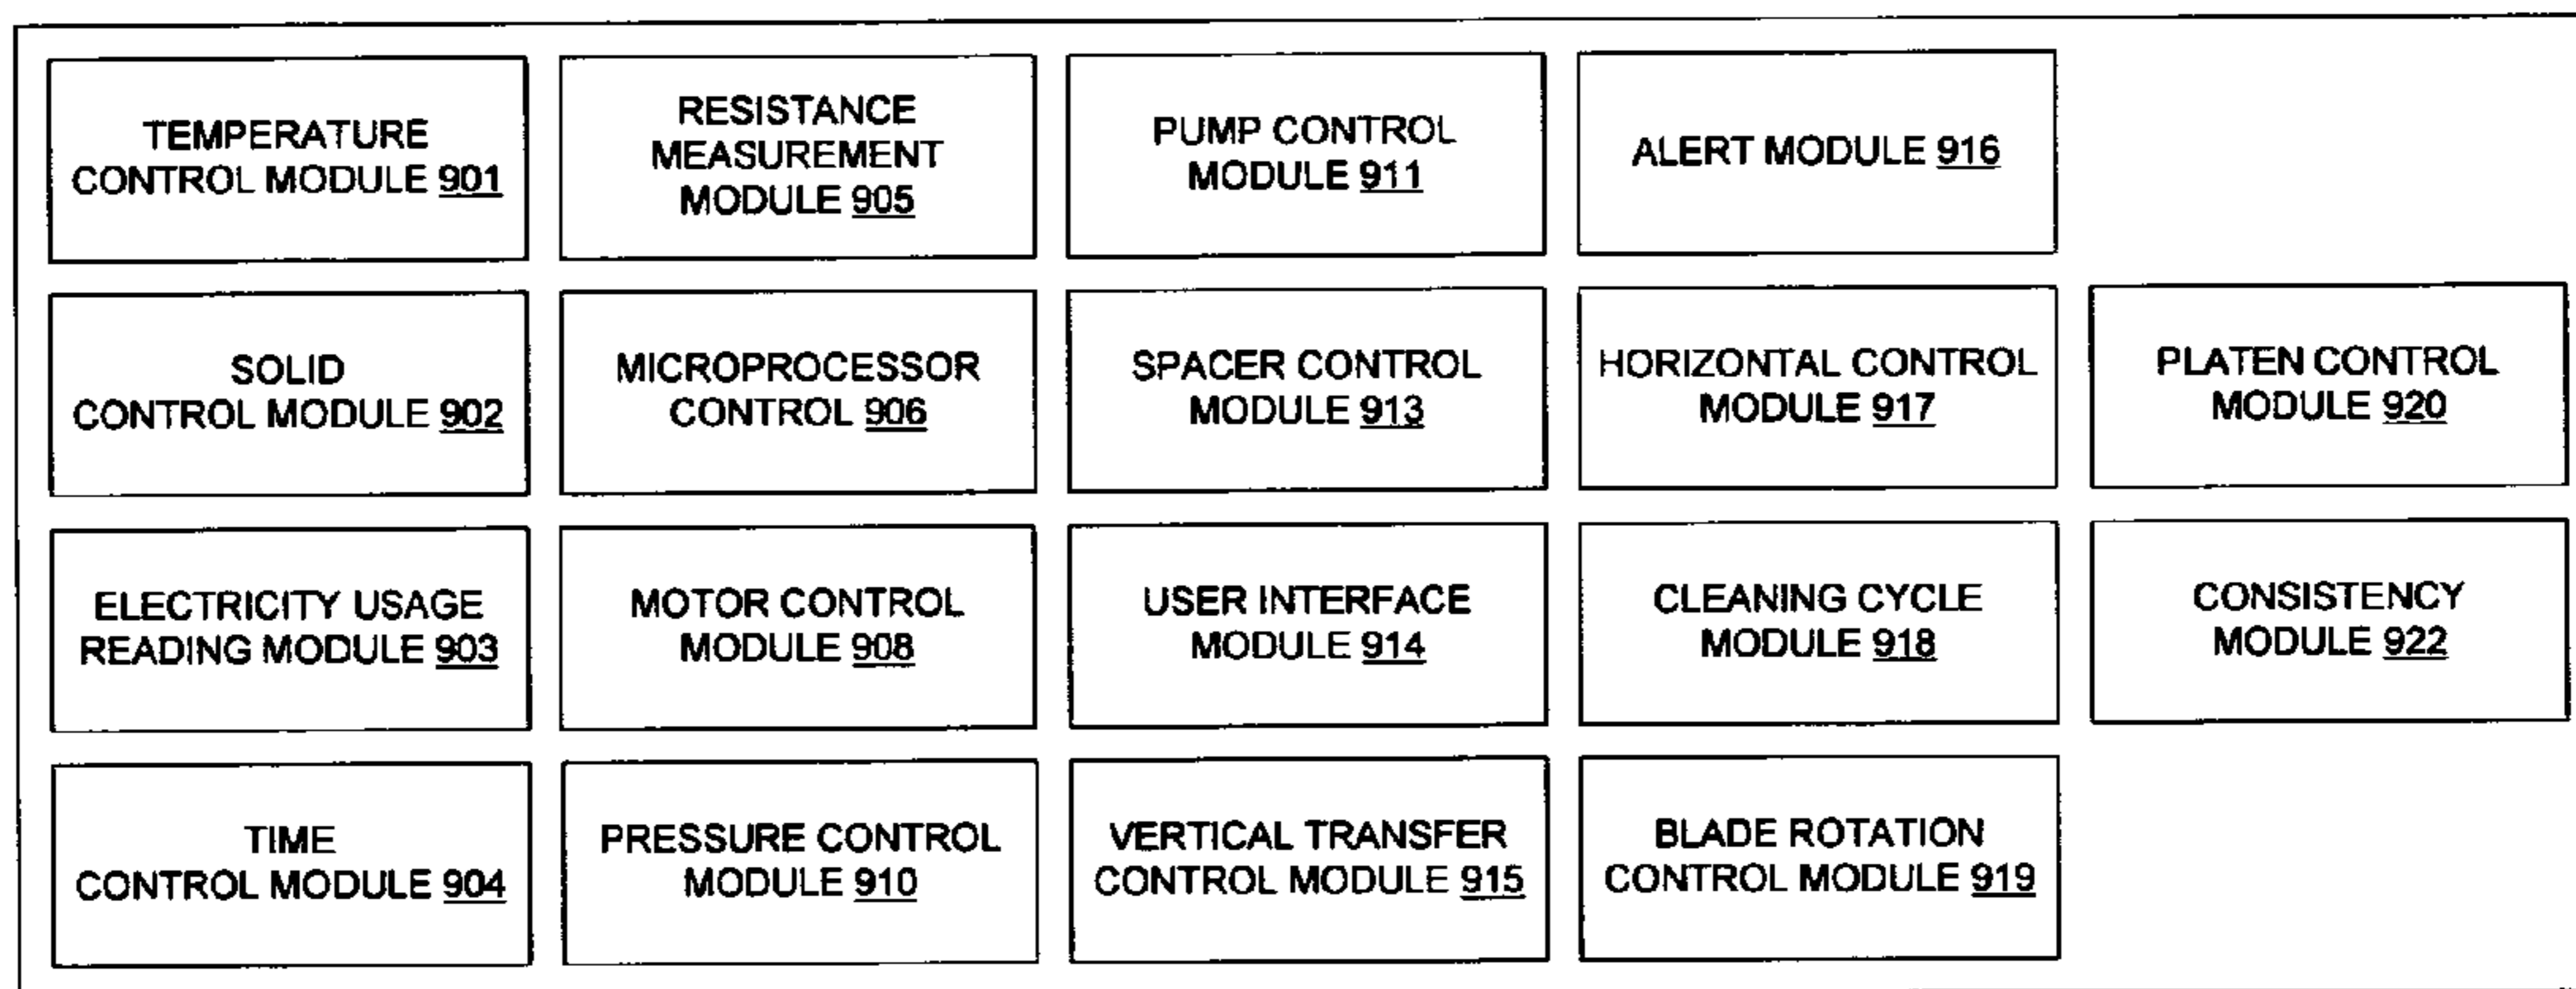 TEMPERATURE
CONTROL MODULE 901
RESISTANCE
MEASUREMENT
MODULE 905
PUMP CONTROL
MODULE 911
ALERT MODULE 916
SOLID
CONTROL MODULE 902
MICROPROCESSOR
CONTROL 906
SPACER CONTROL
MODULE 913
HORIZONTAL CONTROL
MODULE 917
PLATEN CONTROL
MODULE 920
ELECTRICITY USAGE
READING MODULE 903
MOTOR CONTROL
MODULE 908
USER INTERFACE
MODULE 914
CLEANING CYCLE
MODULE 918
CONSISTENCY
MODULE 922
TIME
CONTROL MODULE 904
PRESSURE CONTROL
MODULE 910
VERTICAL TRANSFER
CONTROL MODULE 915
BLADE ROTATION
CONTROL MODULE 919